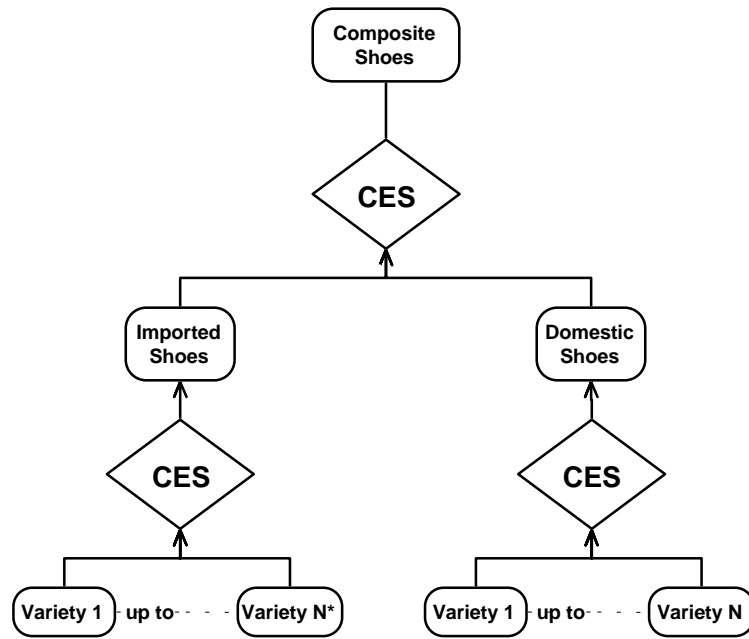 Composite
Shoes
CES
Imported
Shoes
Domestic
Shoes
CES
CES
Variety 1 up to Variety N*
Variety 1 up to Variety N